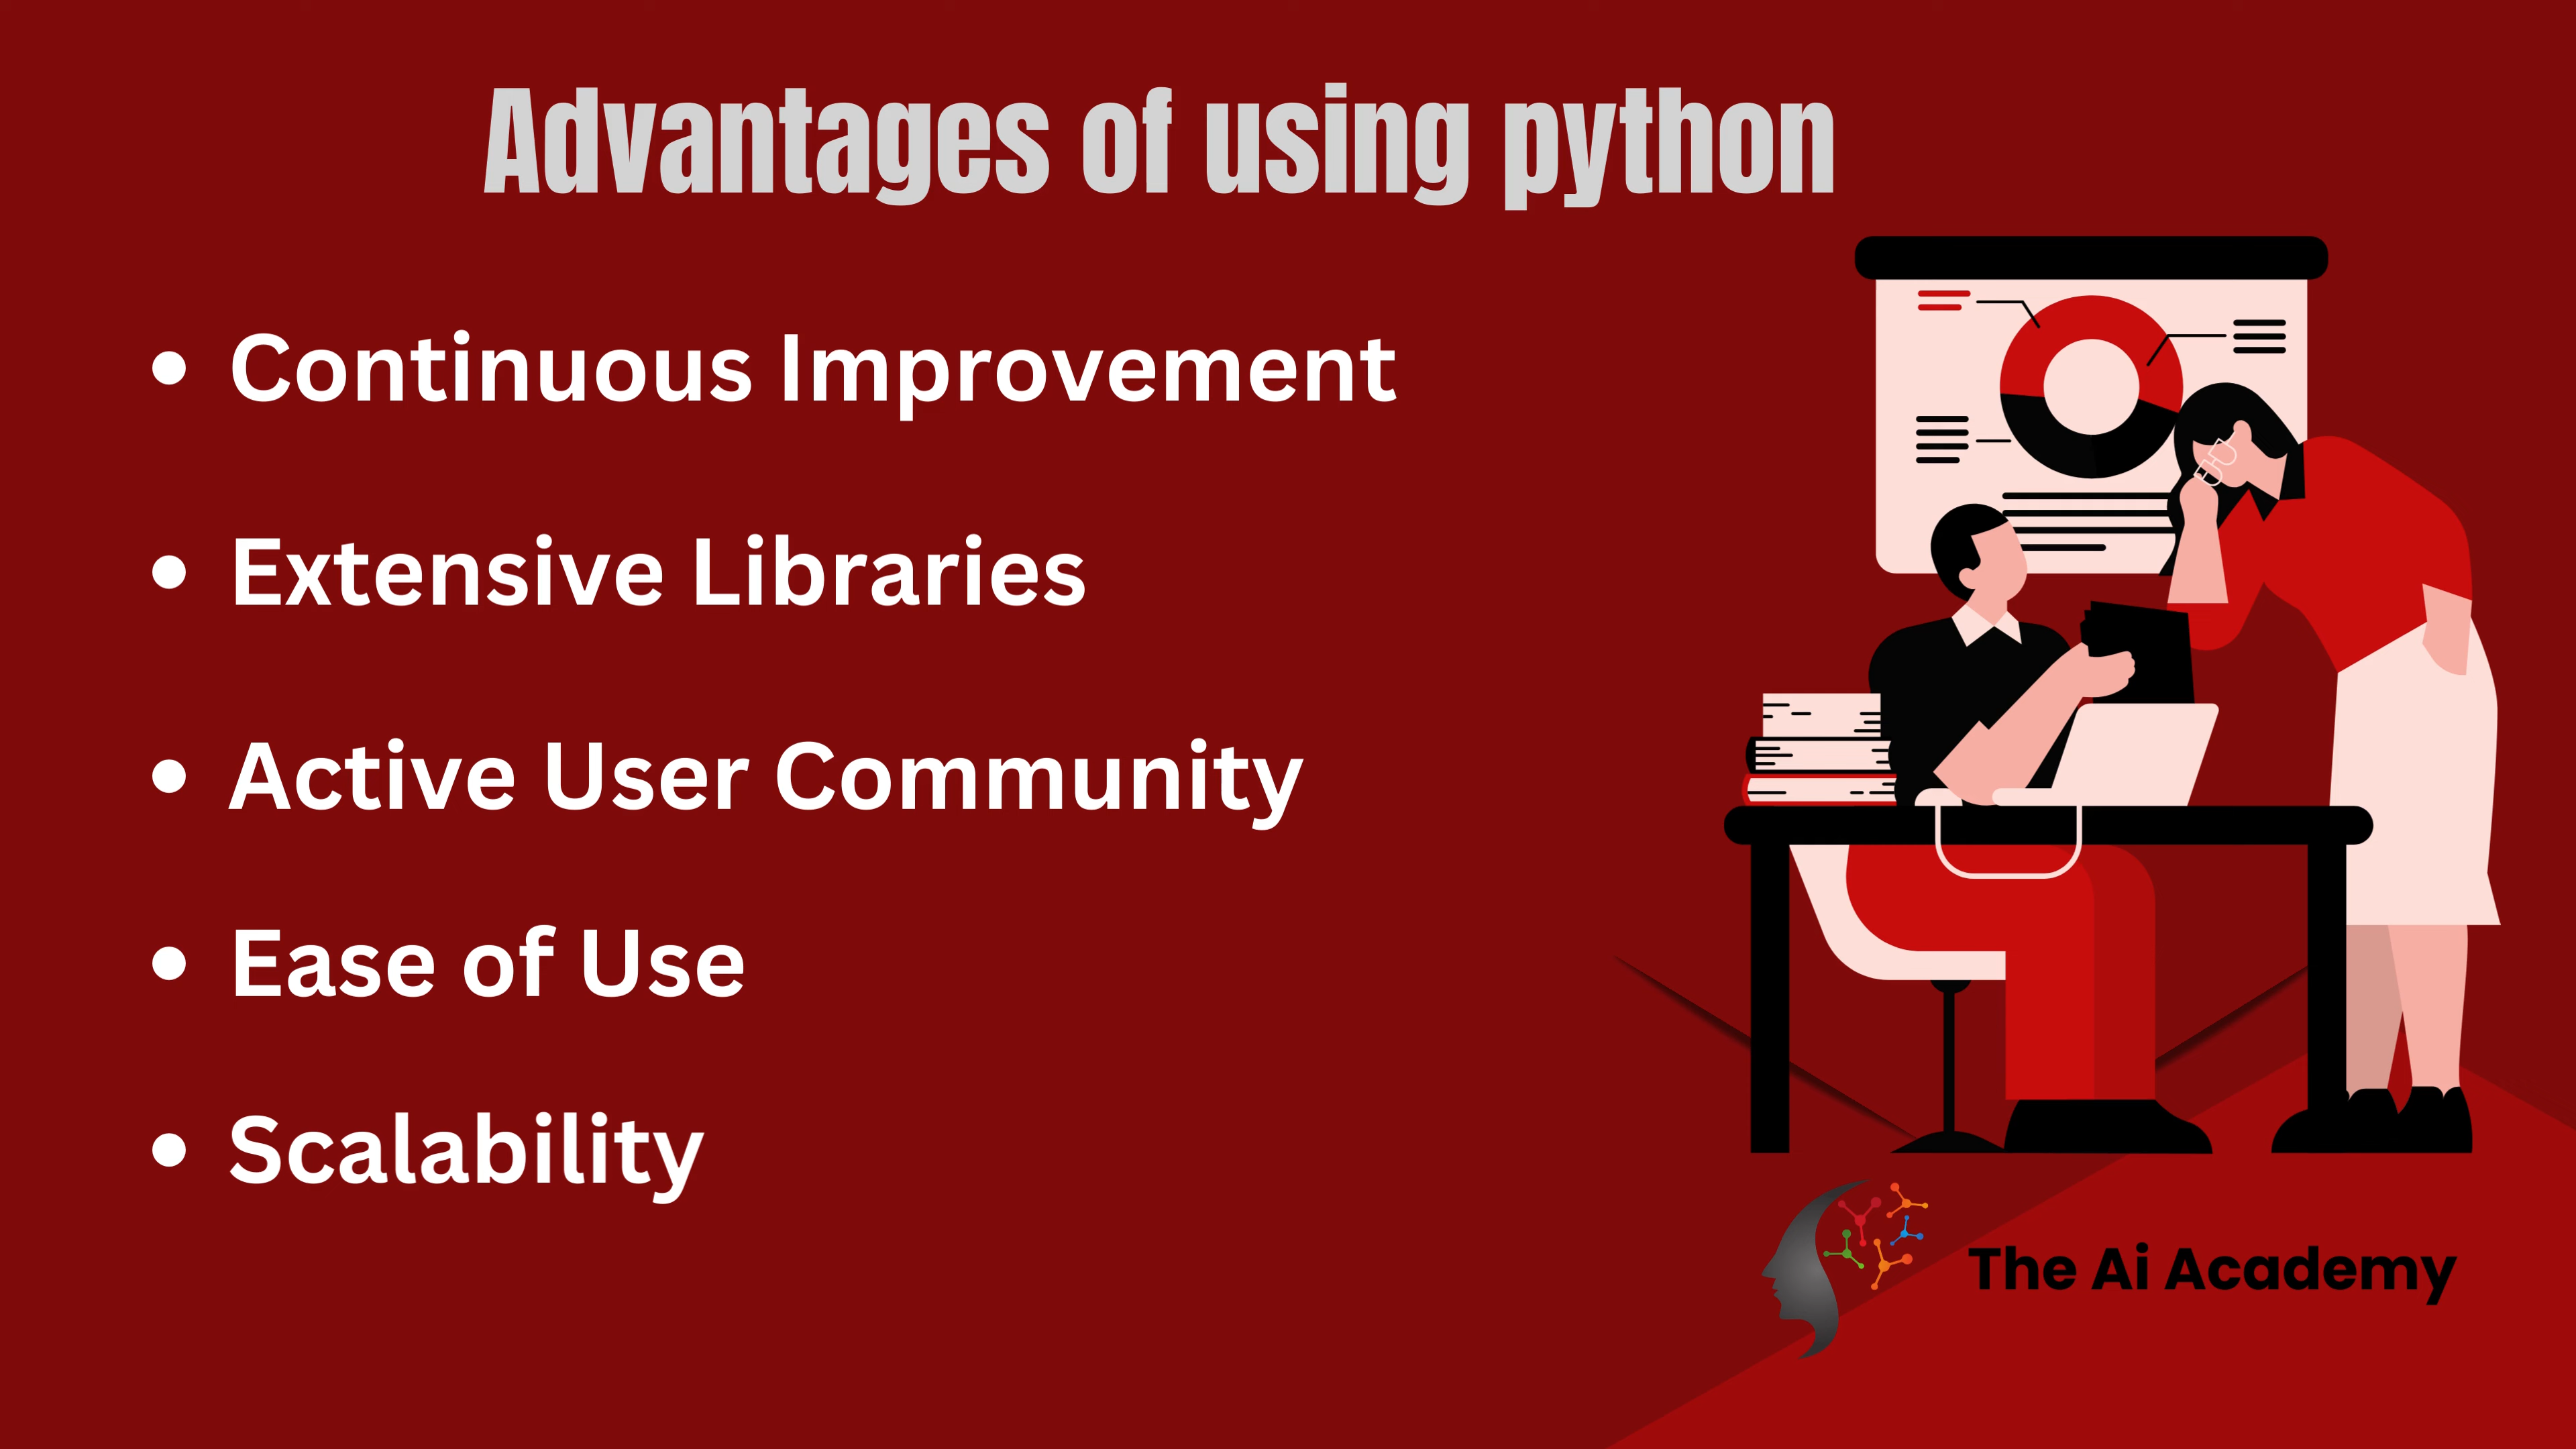 Advantages of using python
• Continuous Improvement
• Extensive Libraries
• Active User Community
• Ease of Use
• Scalability
The Ai Academy